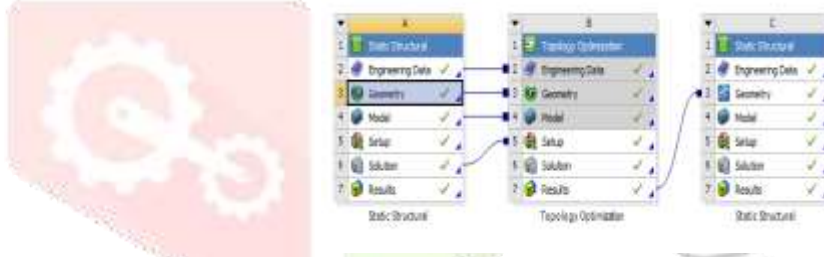 A
1 Static Structural
2 Engineering Data
3 Geometry
4 Model
5 Setup
6 Solution
7 Results
Static Structural
B
1 Topology Optimization
2 Engineering Data
3 Geometry
4 Model
5 Setup
6 Solution
7 Results
Topology Optimization
C
1 Static Structural
2 Engineering Data
3 Geometry
4 Model
5 Setup
6 Solution
7 Results
Static Structural